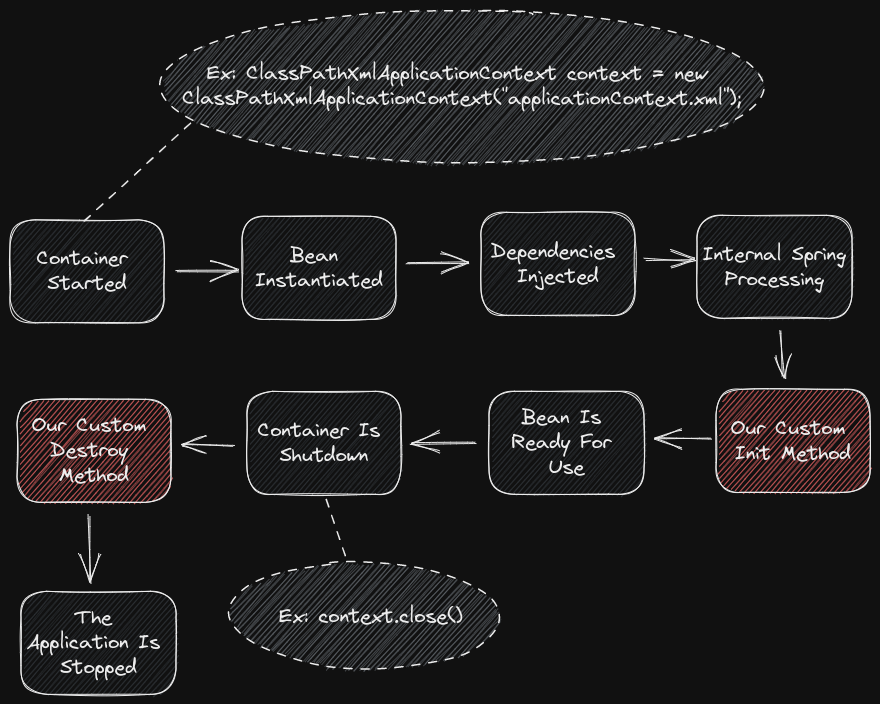 Ex: ClassPathXmlApplicationContext context = new
ClassPathXmlApplicationContext("applicationContext.xml");
Container
Started
Bean
Instantiated
Dependencies
Injected
Internal Spring
Processing
Our Custom
Init Method
Bean Is
Ready For
Use
Container Is
Shutdown
Our Custom
Destroy
Method
Ex: context.close()
The
Application Is
Stopped